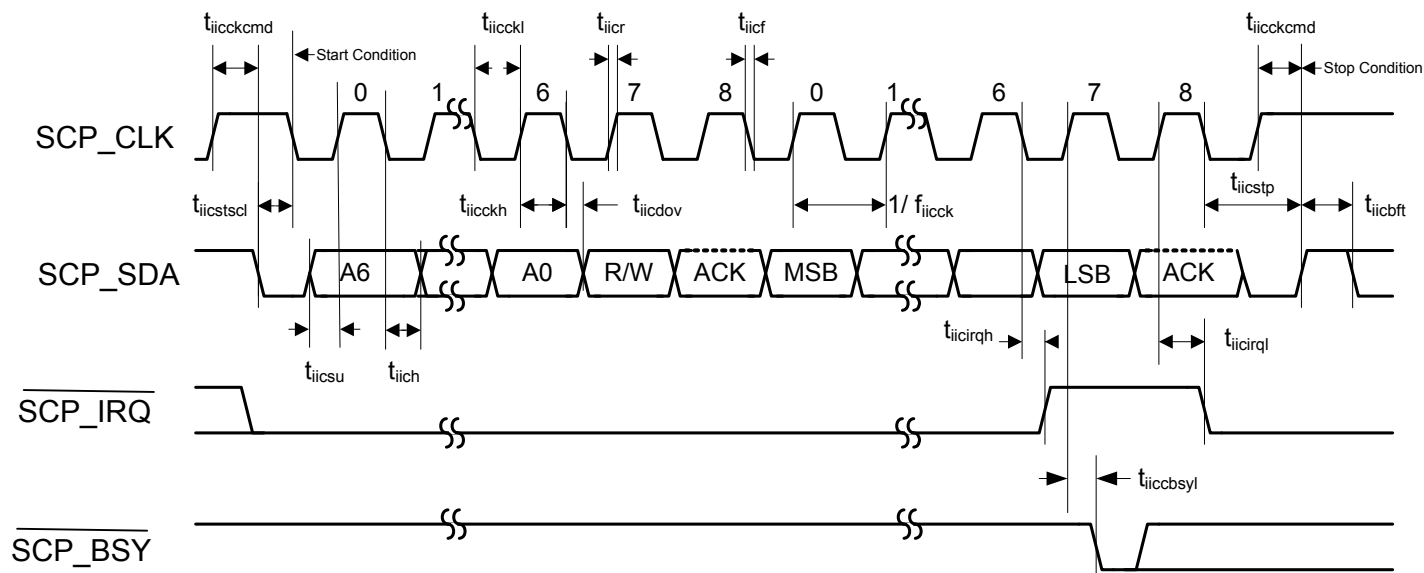 t_iicckcmd t_iicckl t_iicr t_iicf t_iicckcmd
Start Condition Stop Condition
0 1 6 7 8 0 1 6 7 8
SCP_CLK
t_iicstscl t_iicckh t_iicdov 1/ f_iicck t_iicstp t_iicbft
SCP_SDA A6 A0 R/W ACK MSB LSB ACK
t_iicsu t_iich t_iicirqh t_iicirql
SCP_IRQ
t_iiccbsyl
SCP_BSY